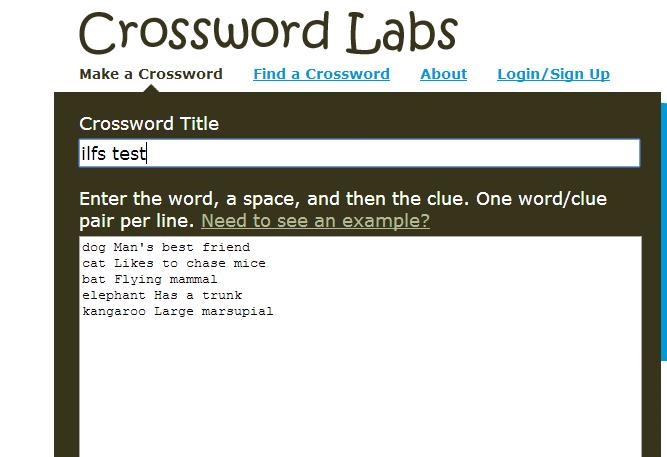 Crossword Labs
Make a Crossword Find a Crossword About Login/Sign Up
Crossword Title
ilfs test
Enter the word, a space, and then the clue. One word/clue
pair per line. Need to see an example?
dog Man's best friend
cat Likes to chase mice
bat Flying mammal
elephant Has a trunk
kangaroo Large marsupial